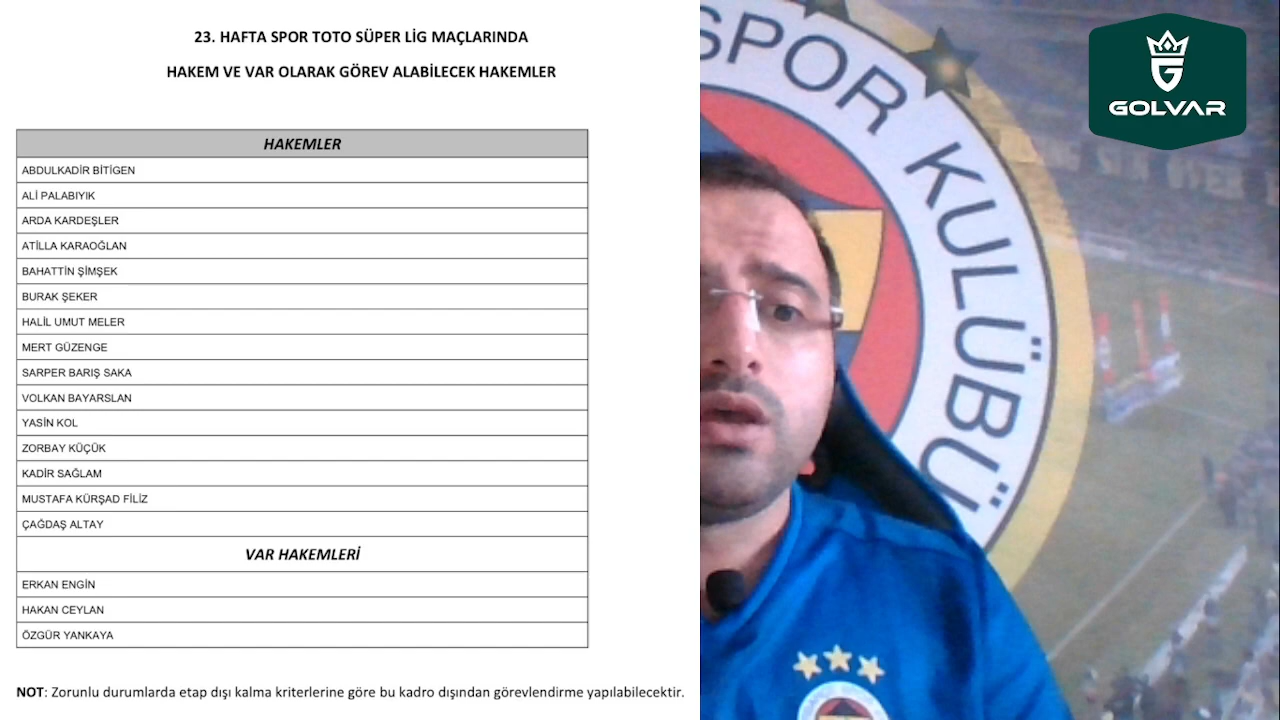 23. HAFTA SPOR TOTO SÜPER LİG MAÇLARINDA
HAKEM VE VAR OLARAK GÖREV ALABİLECEK HAKEMLER
HAKEMLER
ABDULKADİR BİTİGEN
ALİ PALABIYIK
ARDA KARDEŞLER
ATİLLA KARAOĞLAN
BAHATTİN ŞİMŞEK
BURAK ŞEKER
HALİL UMUT MELER
MERT GÜZENGE
SARPER BARIŞ SAKA
VOLKAN BAYARSLAN
YASİN KOL
ZORBAY KÜÇÜK
KADİR SAĞLAM
MUSTAFA KÜRŞAD FİLİZ
ÇAĞDAŞ ALTAY
VAR HAKEMLERİ
ERKAN ENGİN
HAKAN CEYLAN
ÖZGÜR YANKAYA
NOT: Zorunlu durumlarda etap dışı kalma kriterlerine göre bu kadro dışından görevlendirme yapılabilecektir.
SPOR KULÜBÜ
GOLVAR